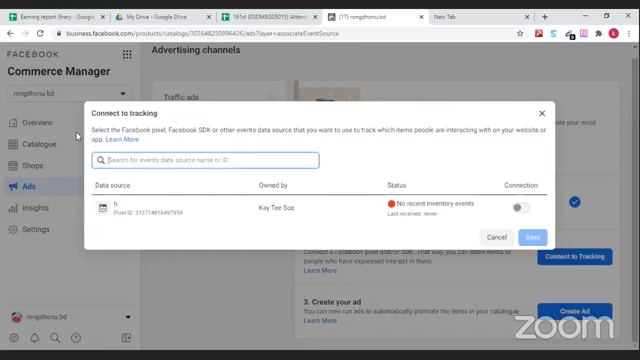 Earning report Shery - Google S
My Drive - Google Drive
191st (0SDMBG05015) Attend
(17) rongdhonu.bd
New Tab
business.facebook.com/products/catalogs/303648238896426/ads?layer=associateEventSource
FACEBOOK
Commerce Manager
rongdhonu.bd
Overview
Catalogue
Shops
Ads
Insights
Settings
rongdhonu.bd
Advertising channels
Traffic ads
Connect to tracking
Select the Facebook pixel, Facebook SDK or other events data source that you want to use to track which items people are interacting with on your website or
app. Learn More
Search for events data source name or ID
Data source
Owned by
Status
Connection
h
Pixel ID: 313774616497959
Kay Tee Soe
No recent inventory events
Last received: never
Cancel
Save
Connect a Facebook pixel and/or SDK. That way, you can show items to
people who have expressed interest in them.
Learn More
Connect to Tracking
3. Create your ad
You can now run ads to automatically promote the items in your catalogue.
Learn More
Create Ad
zoom